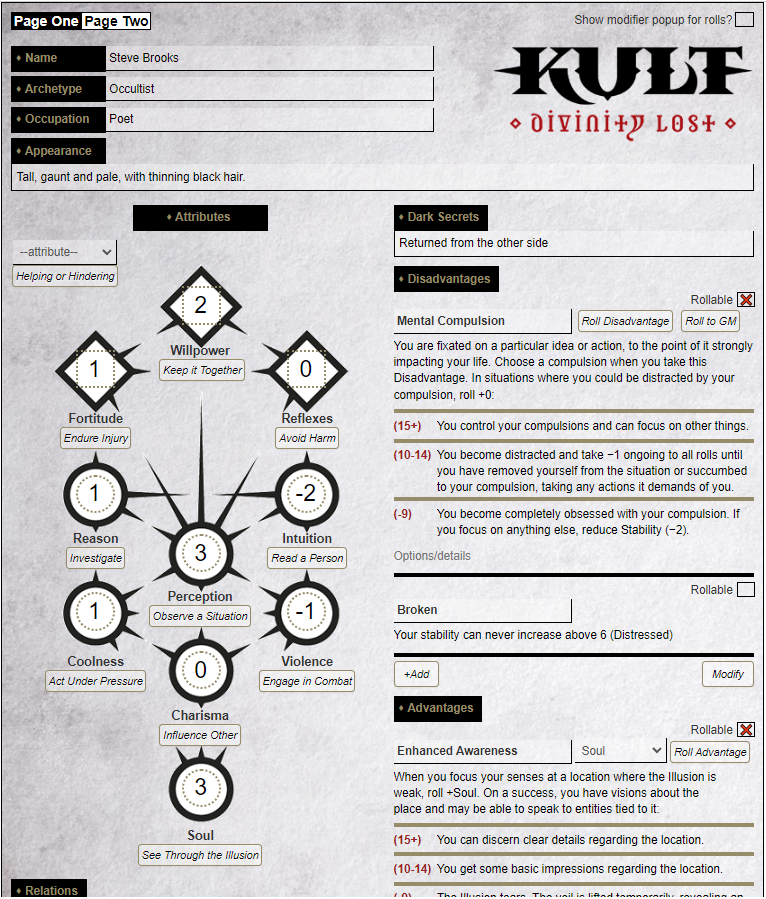 Page One Page Two
Show modifier popup for rolls?
Name
Steve Brooks
Archetype
Occultist
Occupation
Poet
KULT
DIVINITY LOST
Appearance
Tall, gaunt and pale, with thinning black hair.
Attributes
--attribute--
Helping or Hindering
2
Willpower
Keep it Together
1
Fortitude
Endure Injury
0
Reflexes
Avoid Harm
1
Reason
Investigate
-2
Intuition
Read a Person
3
Perception
Observe a Situation
1
Coolness
Act Under Pressure
-1
Violence
Engage in Combat
0
Charisma
Influence Other
3
Soul
See Through the Illusion
Relations
Dark Secrets
Returned from the other side
Disadvantages
Rollable
Mental Compulsion
Roll Disadvantage
Roll to GM
You are fixated on a particular idea or action, to the point of it strongly
impacting your life. Choose a compulsion when you take this
Disadvantage. In situations where you could be distracted by your
compulsion, roll +0:
(15+) You control your compulsions and can focus on other things.
(10-14) You become distracted and take −1 ongoing to all rolls until
you have removed yourself from the situation or succumbed
to your compulsion, taking any actions it demands of you.
(-9) You become completely obsessed with your compulsion. If
you focus on anything else, reduce Stability (−2).
Options/details
Rollable
Broken
Your stability can never increase above 6 (Distressed)
+Add
Modify
Advantages
Rollable
Enhanced Awareness
Soul
Roll Advantage
When you focus your senses at a location where the Illusion is
weak, roll +Soul. On a success, you have visions about the
place and may be able to speak to entities tied to it:
(15+) You can discern clear details regarding the location.
(10-14) You get some basic impressions regarding the location.
(-9) The Illusion tears. The veil is lifted temporarily, revealing an